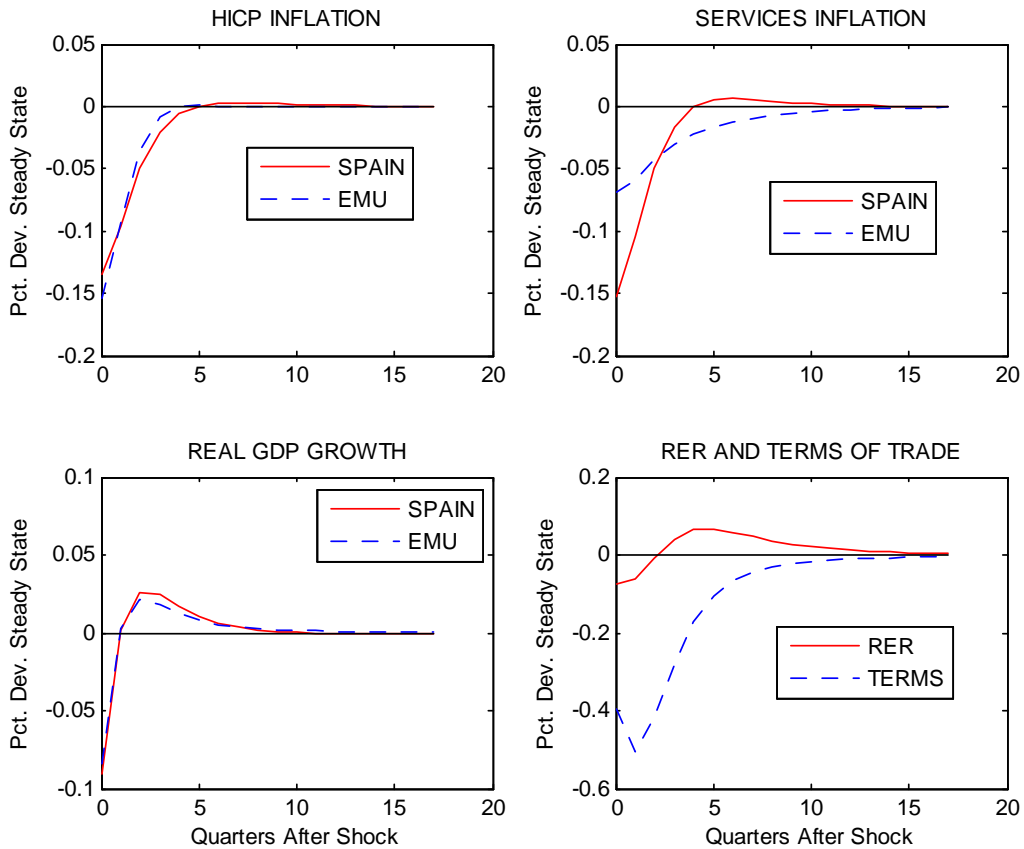 HICP INFLATION
Pct. Dev. Steady State
0.05
0
-0.05
-0.1
-0.15
-0.2
0 5 10 15 20
SPAIN
EMU
SERVICES INFLATION
Pct. Dev. Steady State
0.05
0
-0.05
-0.1
-0.15
-0.2
0 5 10 15 20
SPAIN
EMU
REAL GDP GROWTH
Pct. Dev. Steady State
0.1
0.05
0
-0.05
-0.1
0 5 10 15 20
Quarters After Shock
SPAIN
EMU
RER AND TERMS OF TRADE
Pct. Dev. Steady State
0.2
0
-0.2
-0.4
-0.6
0 5 10 15 20
Quarters After Shock
RER
TERMS